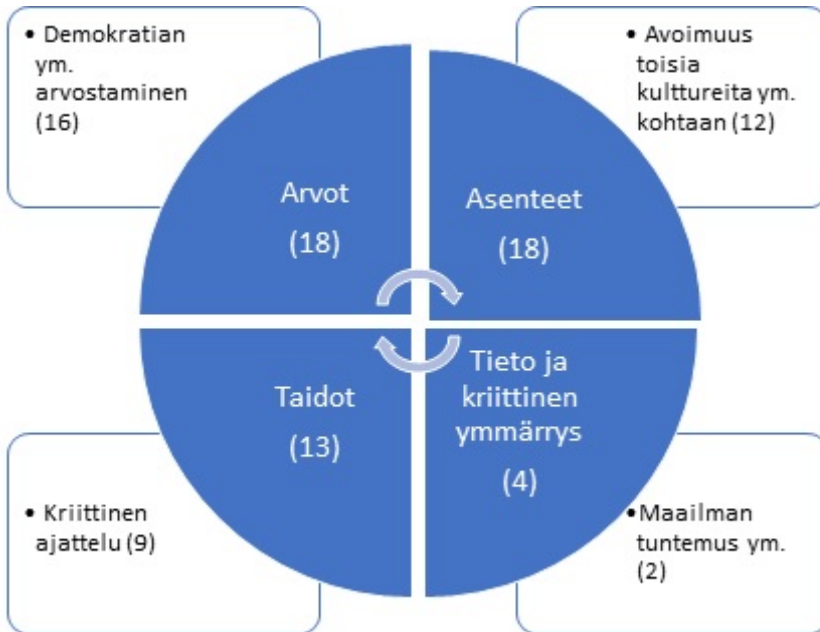 • Demokratian
ym.
arvostaminen
(16)
• Avoimuus
toisia
kulttureita ym.
kohtaan (12)
Arvot
(18)
Asenteet
(18)
Taidot
(13)
Tieto ja
kriittinen
ymmärrys
(4)
• Kriittinen
ajattelu (9)
•Maailman
tuntemus ym.
(2)